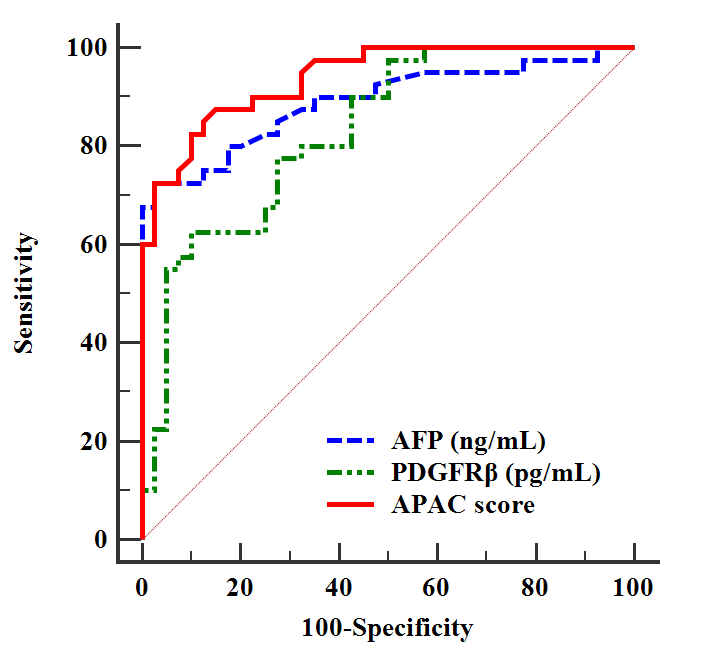 100
80
60
40
20
0
Sensitivity
AFP (ng/mL)
PDGFRβ (pg/mL)
APAC score
0 20 40 60 80 100
100-Specificity